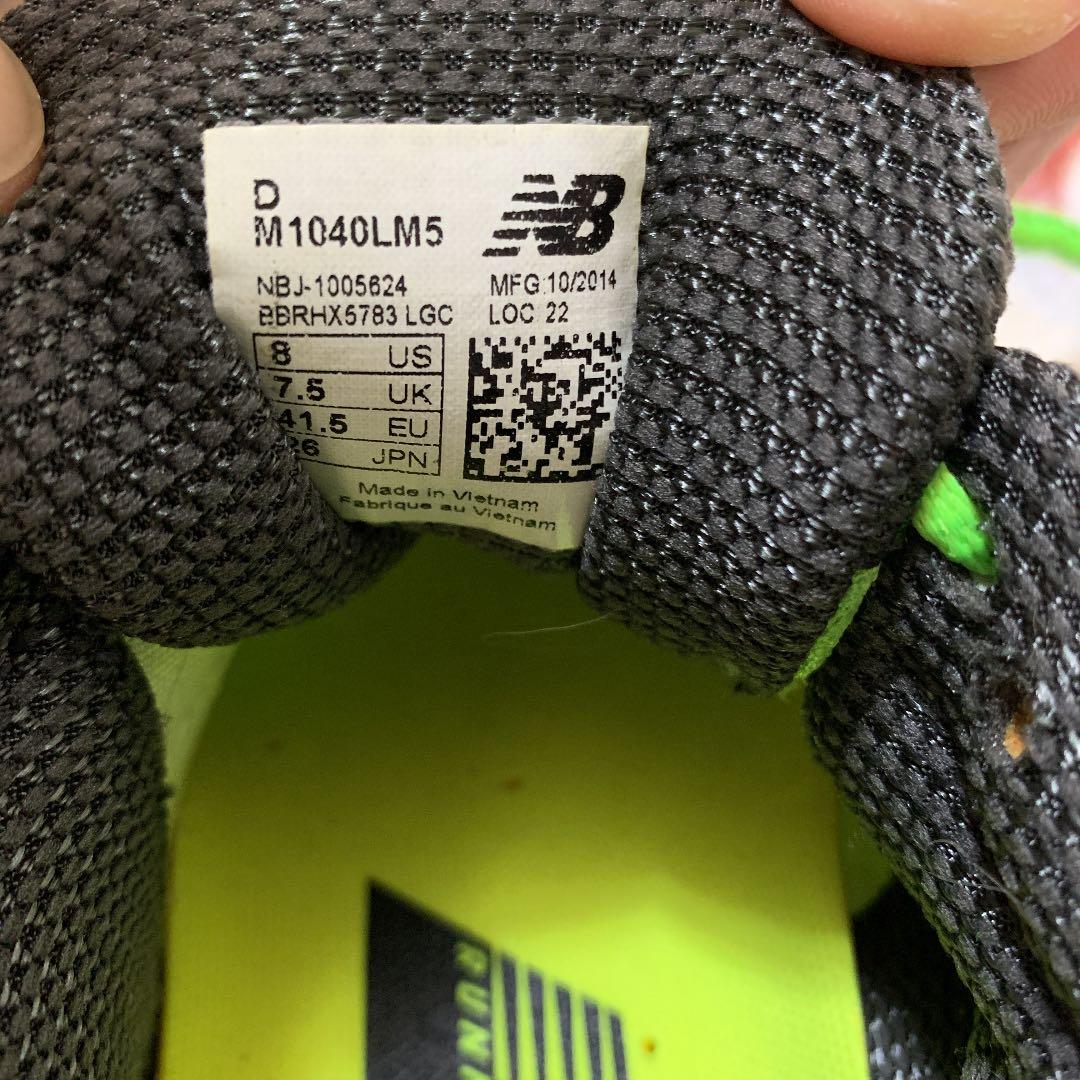 D
M1040LM5
NB
NBJ-1005624
MFG:10/2014
BBRHX5783 LGC
LOC 22
8 US
7.5 UK
41.5 EU
26 JPN
Made in Vietnam
Fabrique au Vietnam